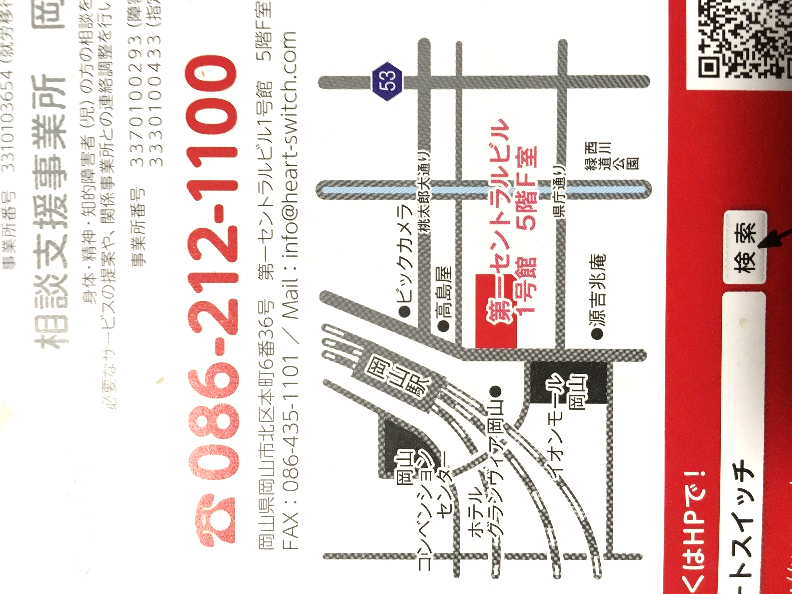 事業所番号 3310103654（就労移行
相談支援事業所 岡
身体・精神・知的障害者（児）の方の相談を
必要なサービスの提案や、関係事業所との連絡調整を行い
事業所番号 3370100293（障害
3330100433（指定
☎086-212-1100
岡山県岡山市北区本町6番36号 第一セントラルビル1号館 5階F室
FAX：086-435-1101 ／ Mail：info@heart-switch.com
53
ビックカメラ
桃太郎大通り
高島屋
岡山駅
第一セントラルビル
1号館 5階F室
県庁通り
西川
緑道
公園
源吉兆庵
岡山
コンベンション
センター
ホテル
グランヴィア岡山
イオンモール
岡山
くはHPで！
ートスイッチ
検索